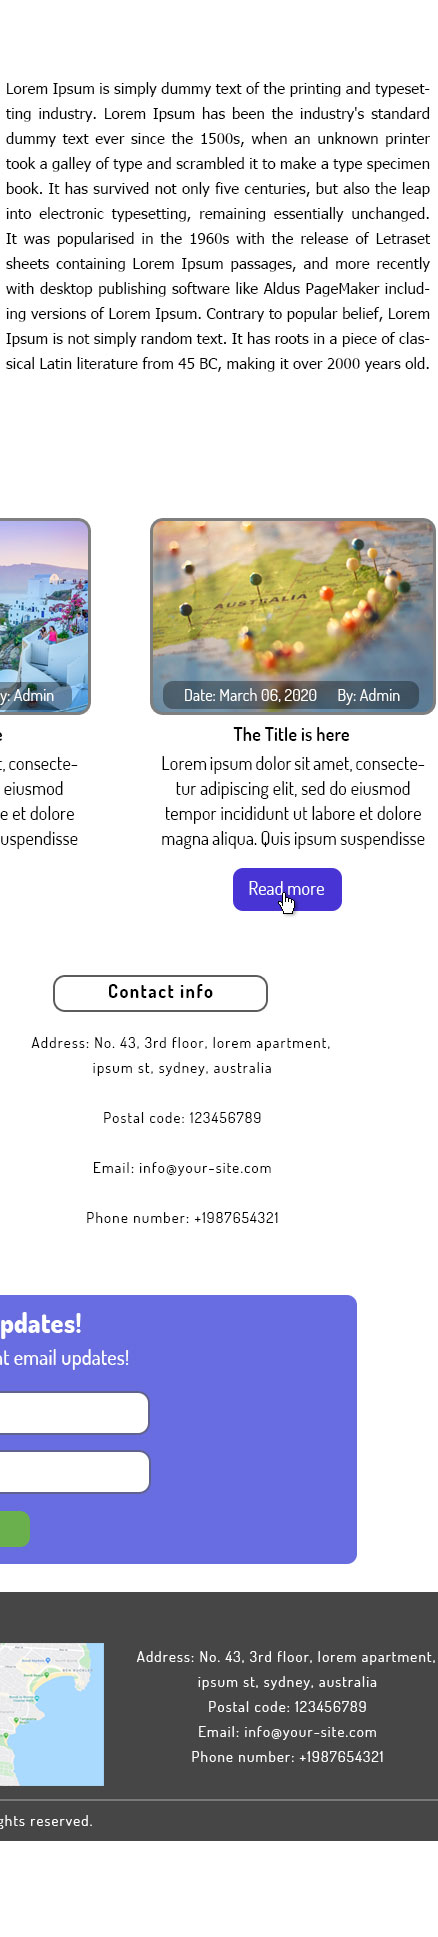 Lorem Ipsum is simply dummy text of the printing and typeset-
ting industry. Lorem Ipsum has been the industry's standard
dummy text ever since the 1500s, when an unknown printer
took a galley of type and scrambled it to make a type specimen
book. It has survived not only five centuries, but also the leap
into electronic typesetting, remaining essentially unchanged.
It was popularised in the 1960s with the release of Letraset
sheets containing Lorem Ipsum passages, and more recently
with desktop publishing software like Aldus PageMaker includ-
ing versions of Lorem Ipsum. Contrary to popular belief, Lorem
Ipsum is not simply random text. It has roots in a piece of clas-
sical Latin literature from 45 BC, making it over 2000 years old.
y: Admin
e
t, consecte-
eiusmod
e et dolore
uspendisse
AUSTRALIA
Date: March 06, 2020 By: Admin
The Title is here
Lorem ipsum dolor sit amet, consecte-
tur adipiscing elit, sed do eiusmod
tempor incididunt ut labore et dolore
magna aliqua. Quis ipsum suspendisse
Read more
Contact info
Address: No. 43, 3rd floor, lorem apartment,
ipsum st, sydney, australia
Postal code: 123456789
Email: info@your-site.com
Phone number: +1987654321
pdates!
at email updates!
Address: No. 43, 3rd floor, lorem apartment,
ipsum st, sydney, australia
Postal code: 123456789
Email: info@your-site.com
Phone number: +1987654321
ghts reserved.